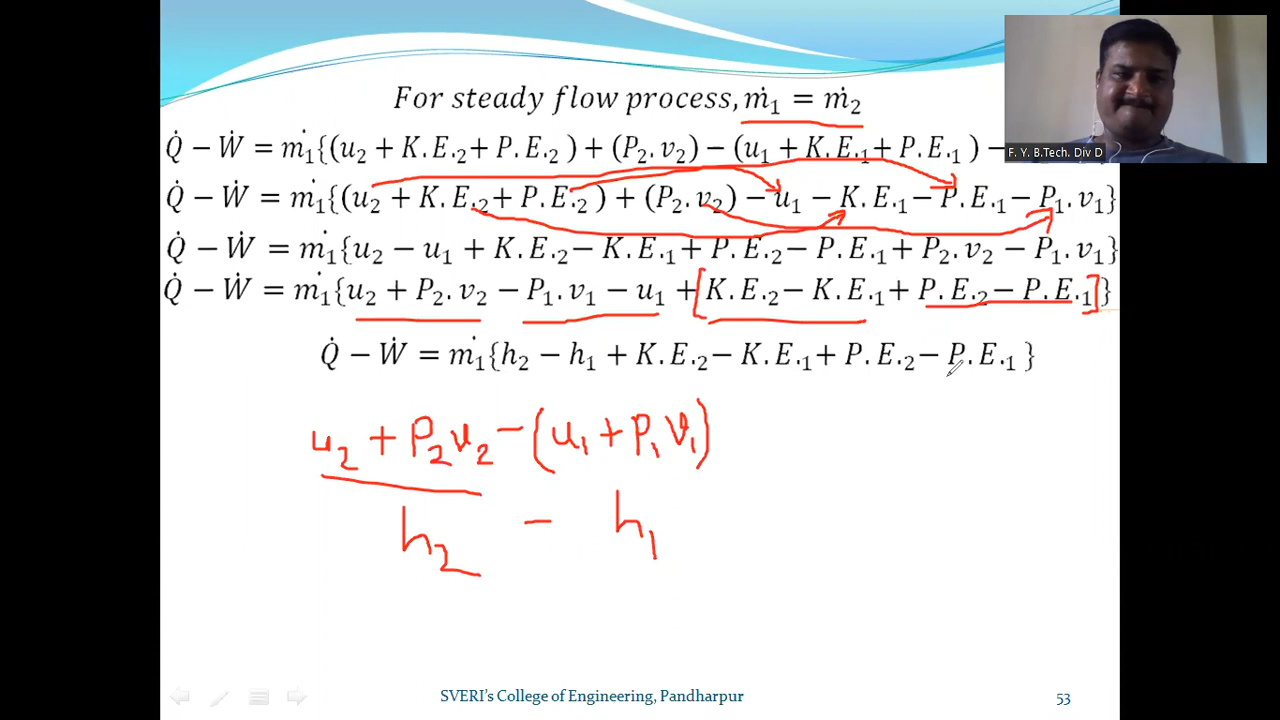 For steady flow process, ṁ₁ = ṁ₂
Q̇ − Ẇ = ṁ₁{(u₂ + K.E.₂+ P.E.₂ ) + (P₂.v₂) − (u₁ + K.E.₁+ P.E.₁ ) −
Q̇ − Ẇ = ṁ₁{(u₂ + K.E.₂+ P.E.₂ ) + (P₂.v₂) − u₁ − K.E.₁− P.E.₁− P₁.v₁}
Q̇ − Ẇ = ṁ₁{u₂ − u₁ + K.E.₂− K.E.₁+ P.E.₂− P.E.₁+ P₂.v₂ − P₁.v₁}
Q̇ − Ẇ = ṁ₁{u₂ + P₂.v₂ − P₁.v₁ − u₁ + [K.E.₂− K.E.₁+ P.E.₂− P.E.₁] }
Q̇ − Ẇ = ṁ₁{h₂ − h₁ + K.E.₂− K.E.₁+ P.E.₂− P.E.₁ }
u₂ + P₂v₂ − (u₁ + P₁v₁)
h₂ − h₁
F. Y. B.Tech. Div D
SVERI's College of Engineering, Pandharpur
53